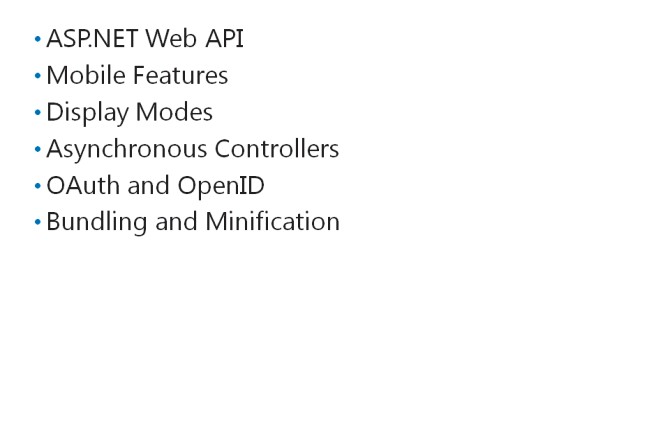 • ASP.NET Web API
• Mobile Features
• Display Modes
• Asynchronous Controllers
• OAuth and OpenID
• Bundling and Minification